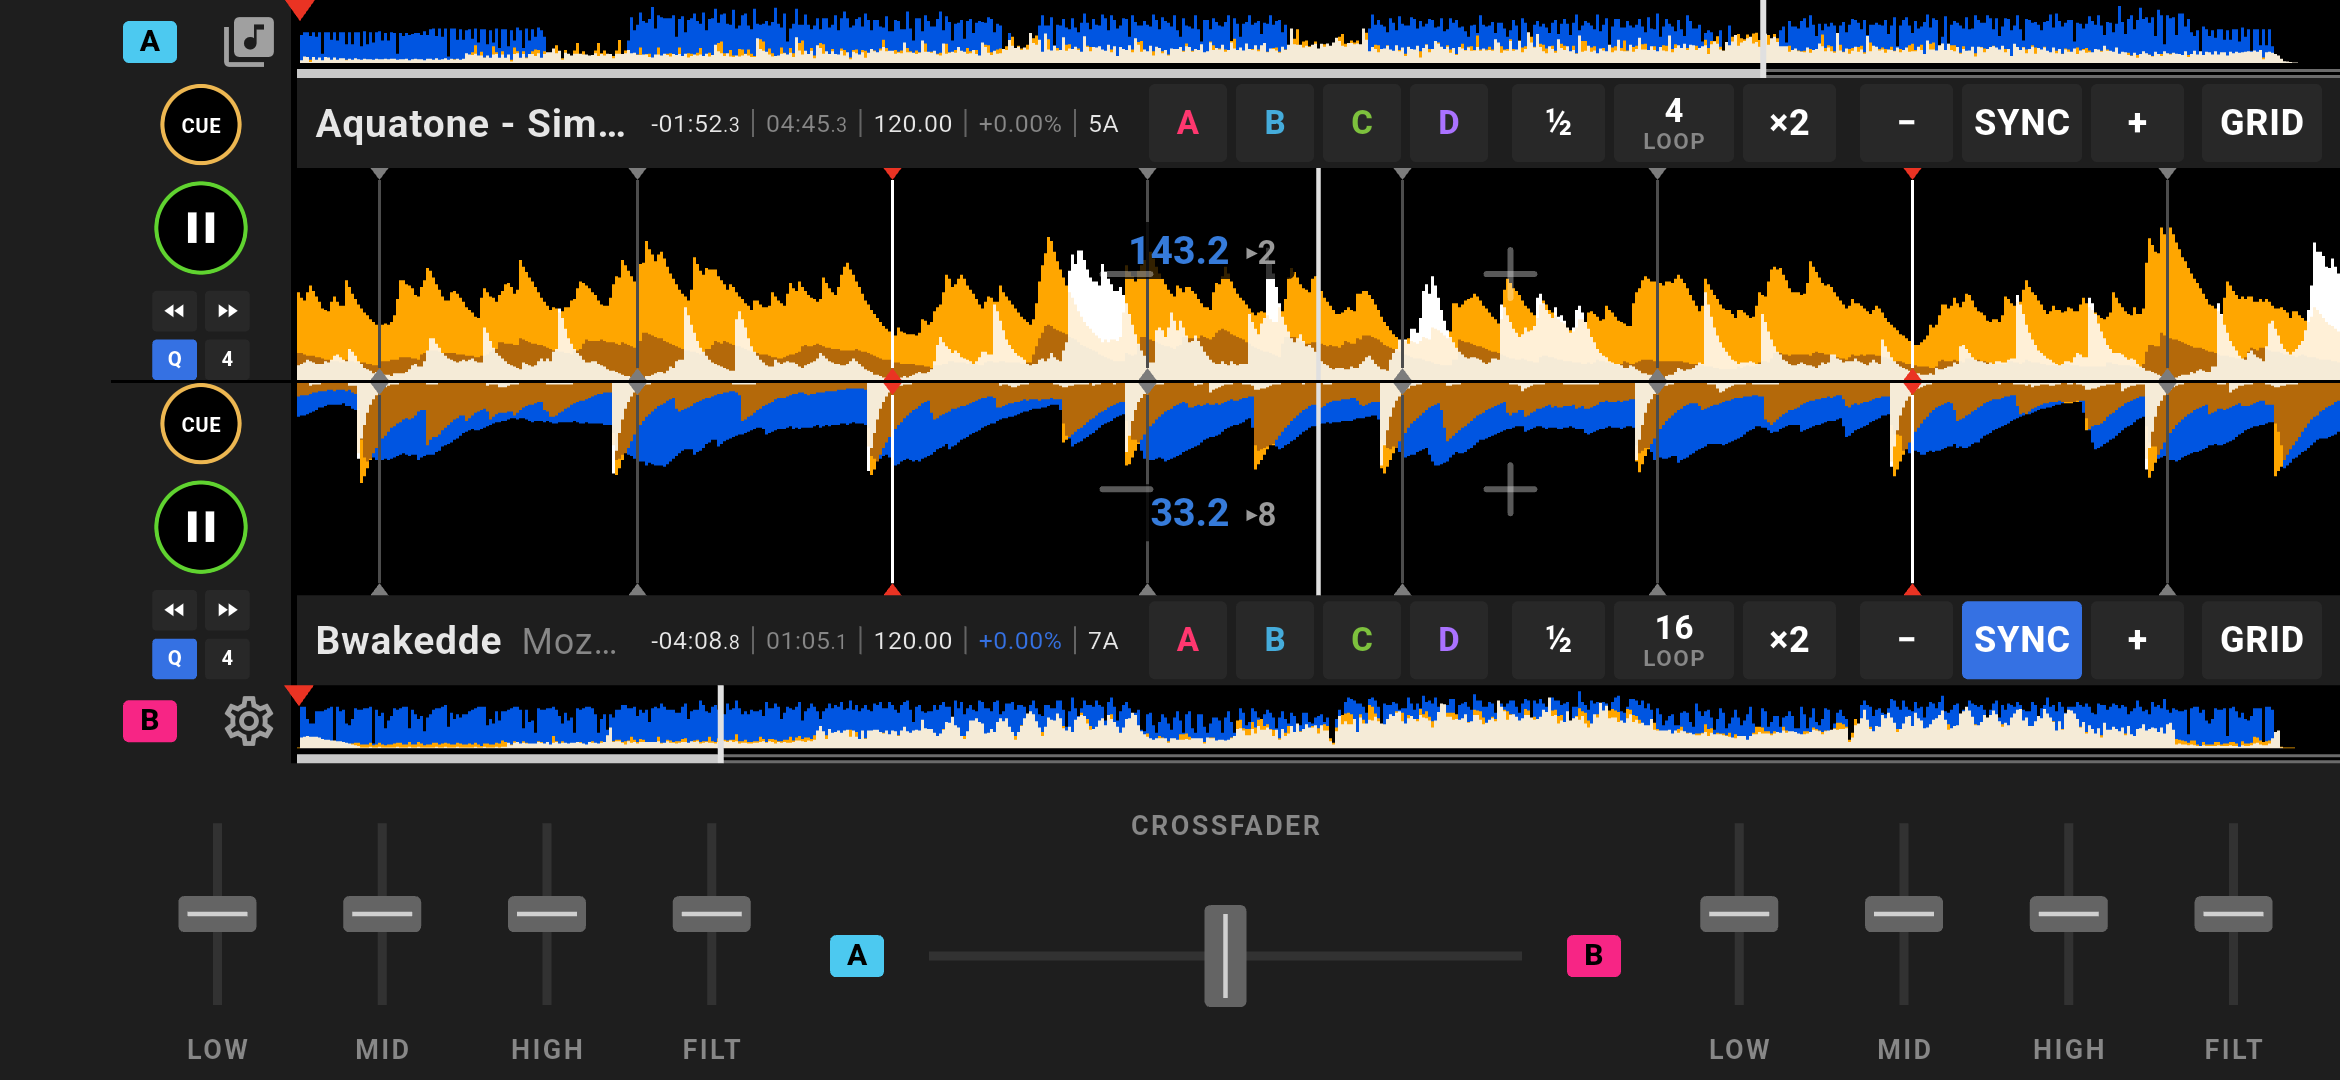 A
CUE
Aquatone - Sim... -01:52.3 | 04:45.3 | 120.00 | +0.00% | 5A A B C D ½ 4 LOOP ×2 − SYNC + GRID
143.2 ▸2
Q 4
CUE
33.2 ▸8
Bwakedde Moz... -04:08.8 | 01:05.1 | 120.00 | +0.00% | 7A A B C D ½ 16 LOOP ×2 − SYNC + GRID
Q 4
B
CROSSFADER
A B
LOW MID HIGH FILT LOW MID HIGH FILT